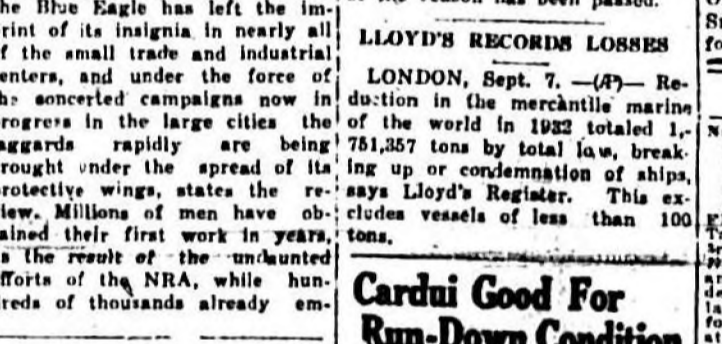 he Blue Eagle has left the im-
rint of its insignia in nearly all
f the small trade and industrial
enters, and under the force of
he concerted campaigns now in
rogress in the large cities the
aggards rapidly are being
rought under the spread of its
rotective wings, states the re-
iew. Millions of men have ob-
ained their first work in years,
s the result of the undaunted
fforts of the NRA, while hun-
reds of thousands already em-
LLOYD'S RECORDS LOSSES
LONDON, Sept. 7. —(AP)— Re-
duction in the mercantile marine
of the world in 1932 totaled 1,-
751,357 tons by total low, break-
ing up or condemnation of ships,
says Lloyd's Register. This ex-
cludes vessels of less than 100
tons.
Cardui Good For
Run-Down Condition